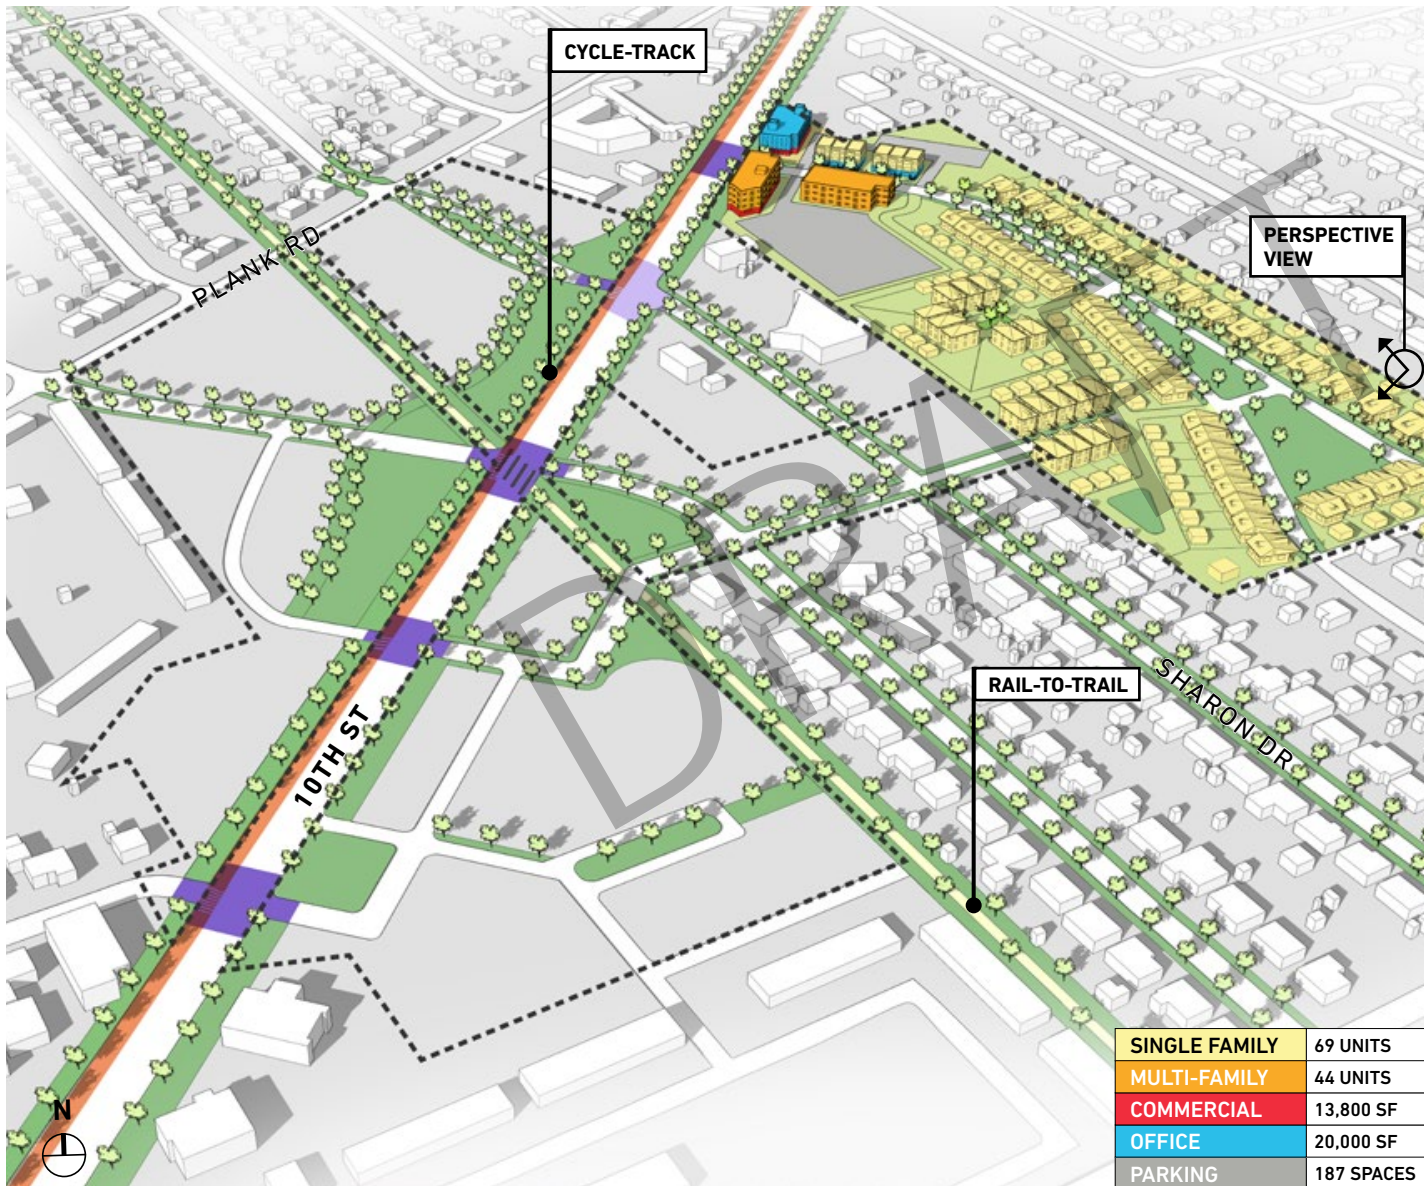 CYCLE-TRACK
PLANK RD
PERSPECTIVE
VIEW
DRAFT
RAIL-TO-TRAIL
SHARON DR
10TH ST
N
SINGLE FAMILY 69 UNITS
MULTI-FAMILY 44 UNITS
COMMERCIAL 13,800 SF
OFFICE 20,000 SF
PARKING 187 SPACES